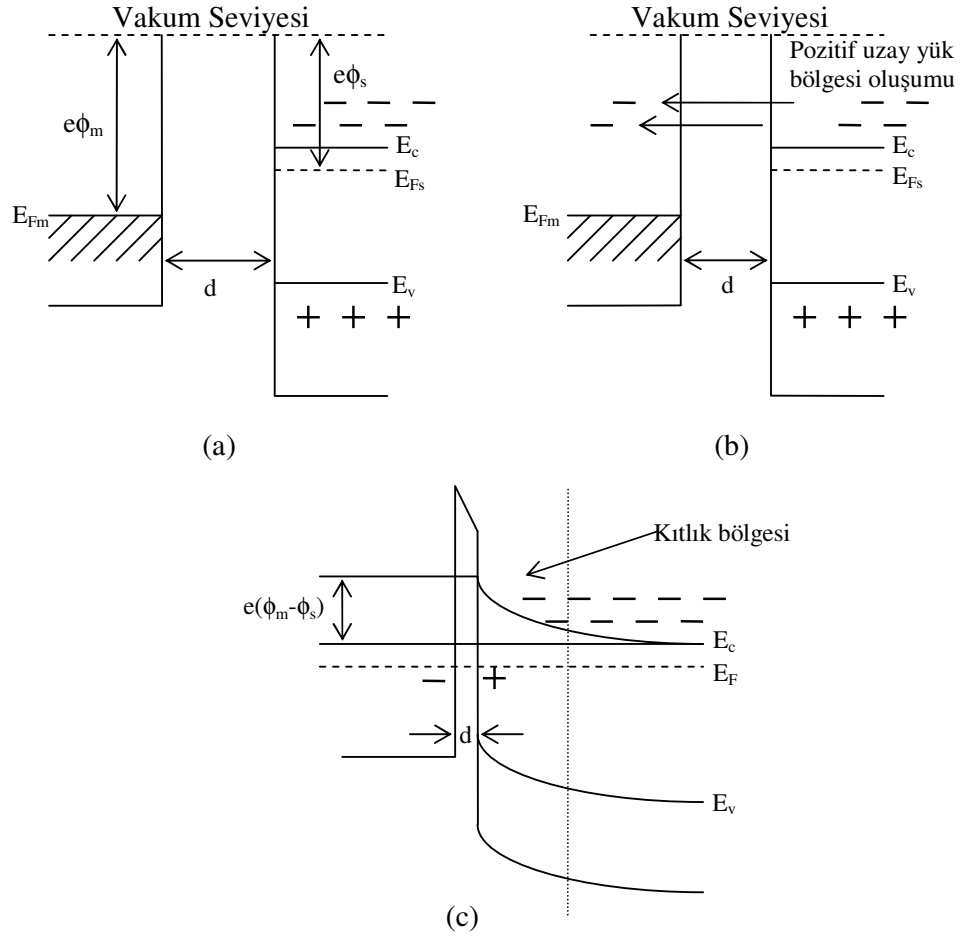 Vakum Seviyesi
eϕm
eϕs
Ec
EFs
EFm
d
Ev
+ + +
(a)
Vakum Seviyesi
Pozitif uzay yük
bölgesi oluşumu
Ec
EFs
EFm
d
Ev
+ + +
(b)
Kıtlık bölgesi
e(ϕm-ϕs)
Ec
EF
− +
d
Ev
(c)